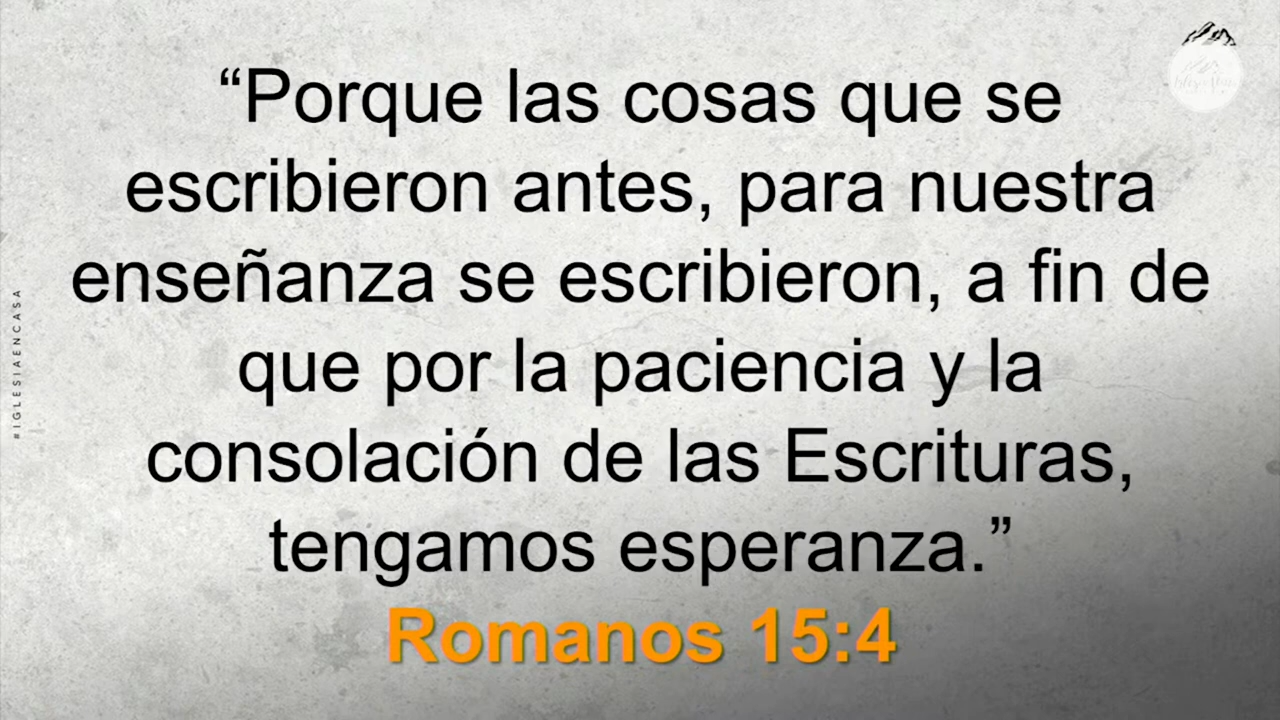 “Porque las cosas que se
escribieron antes, para nuestra
enseñanza se escribieron, a fin de
que por la paciencia y la
consolación de las Escrituras,
tengamos esperanza.”
Romanos 15:4
#IGLESIAENCASA